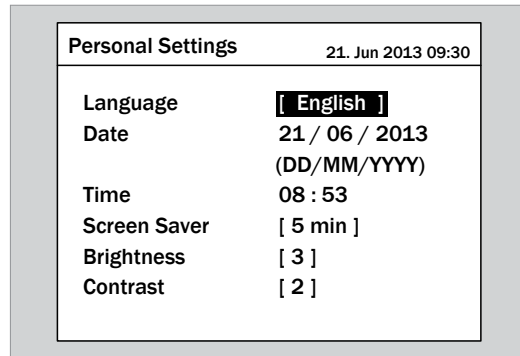 Personal Settings 21. Jun 2013 09:30
Language [ English ]
Date 21 / 06 / 2013
(DD/MM/YYYY)
Time 08 : 53
Screen Saver [ 5 min ]
Brightness [ 3 ]
Contrast [ 2 ]